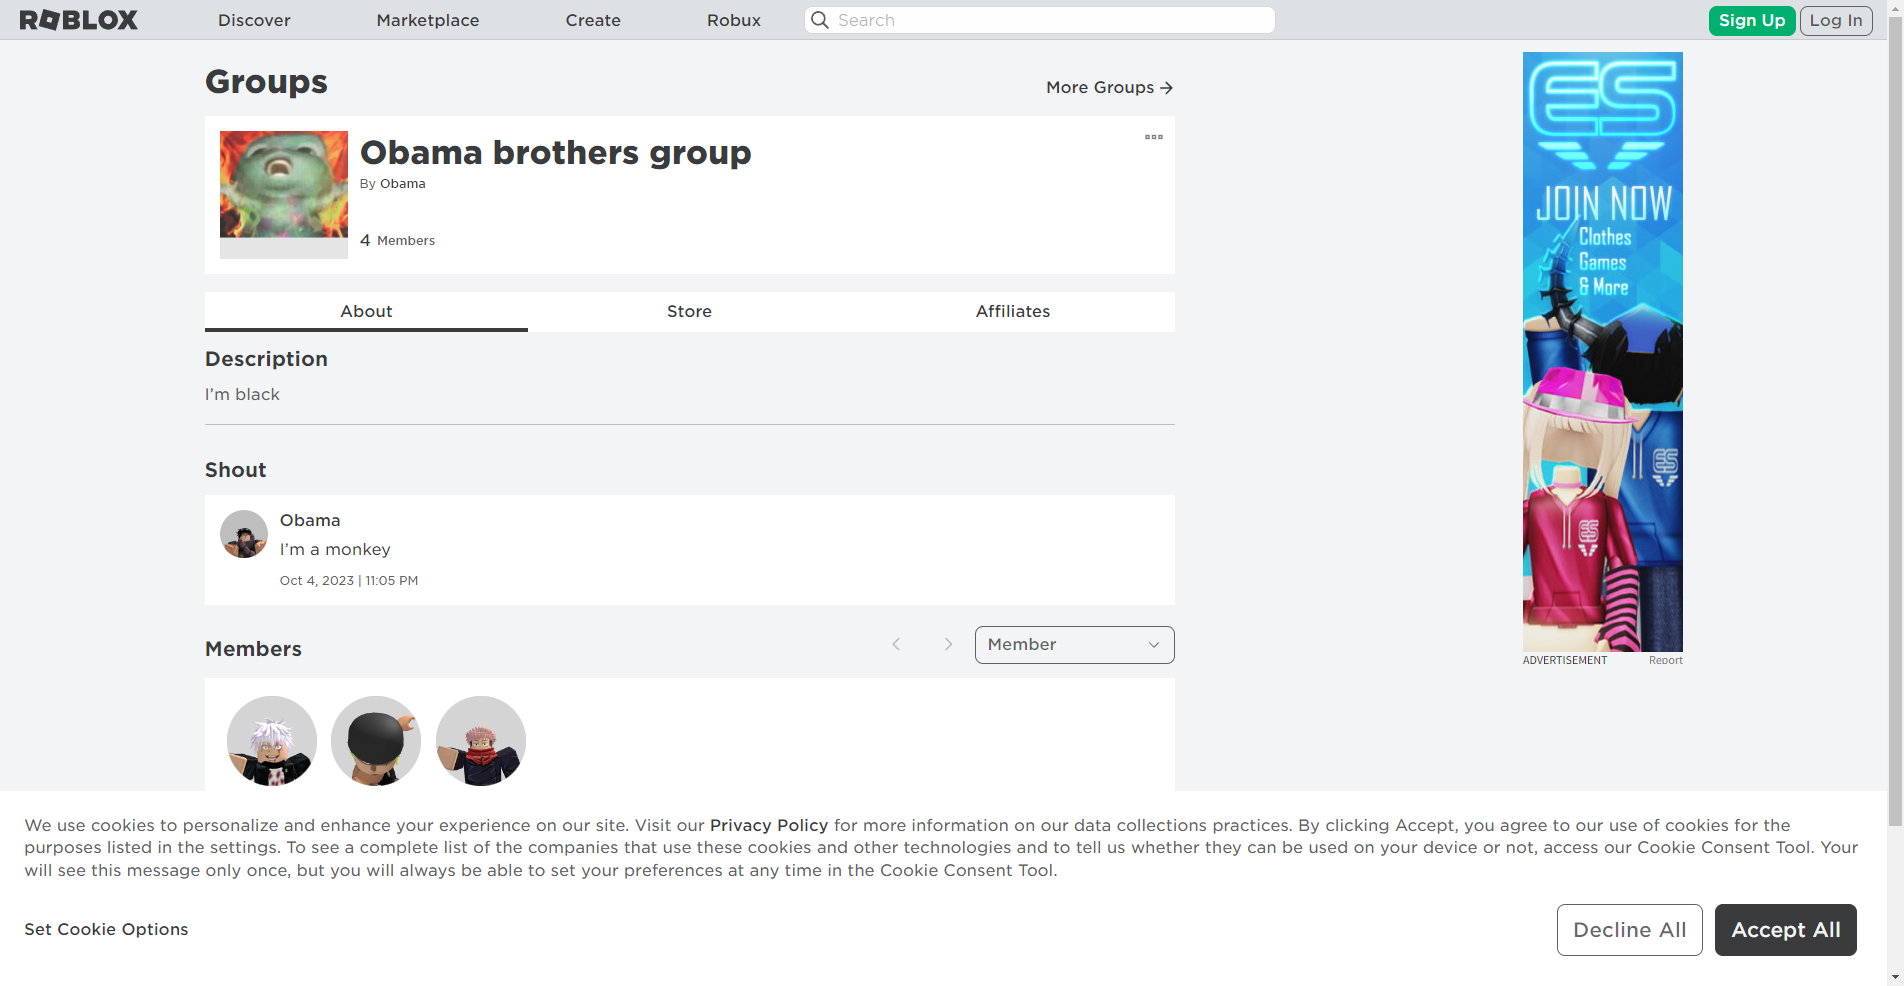 ROBLOX
Discover
Marketplace
Create
Robux
Search
Sign Up
Log In
Groups
More Groups →
Obama brothers group
By Obama
4 Members
About
Store
Affiliates
Description
I'm black
Shout
Obama
I'm a monkey
Oct 4, 2023 | 11:05 PM
Members
Member
ES
JOIN NOW
Clothes
Games
& More
ES
ES
ADVERTISEMENT
Report
We use cookies to personalize and enhance your experience on our site. Visit our Privacy Policy for more information on our data collections practices. By clicking Accept, you agree to our use of cookies for the
purposes listed in the settings. To see a complete list of the companies that use these cookies and other technologies and to tell us whether they can be used on your device or not, access our Cookie Consent Tool. Your
will see this message only once, but you will always be able to set your preferences at any time in the Cookie Consent Tool.
Set Cookie Options
Decline All
Accept All